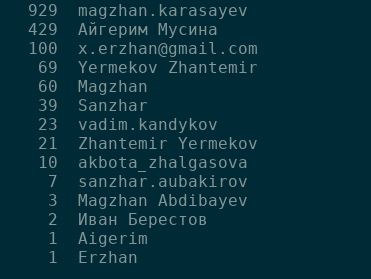 929 magzhan.karasayev
429 Айгерим Мусина
100 x.erzhan@gmail.com
69 Yermekov Zhantemir
60 Magzhan
39 Sanzhar
23 vadim.kandykov
21 Zhantemir Yermekov
10 akbota_zhalgasova
7 sanzhar.aubakirov
3 Magzhan Abdibayev
2 Иван Берестов
1 Aigerim
1 Erzhan